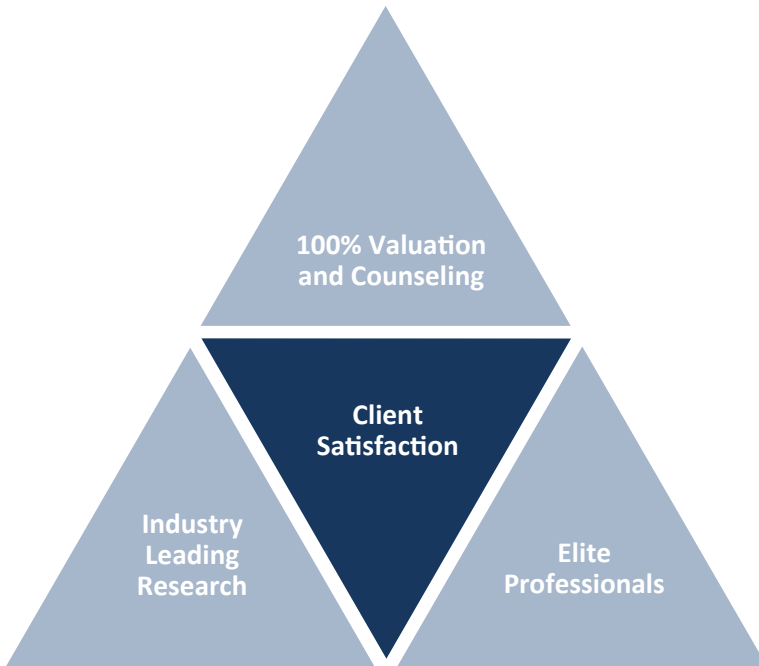 100% Valuation
and Counseling
Client
Satisfaction
Industry
Leading
Research
Elite
Professionals